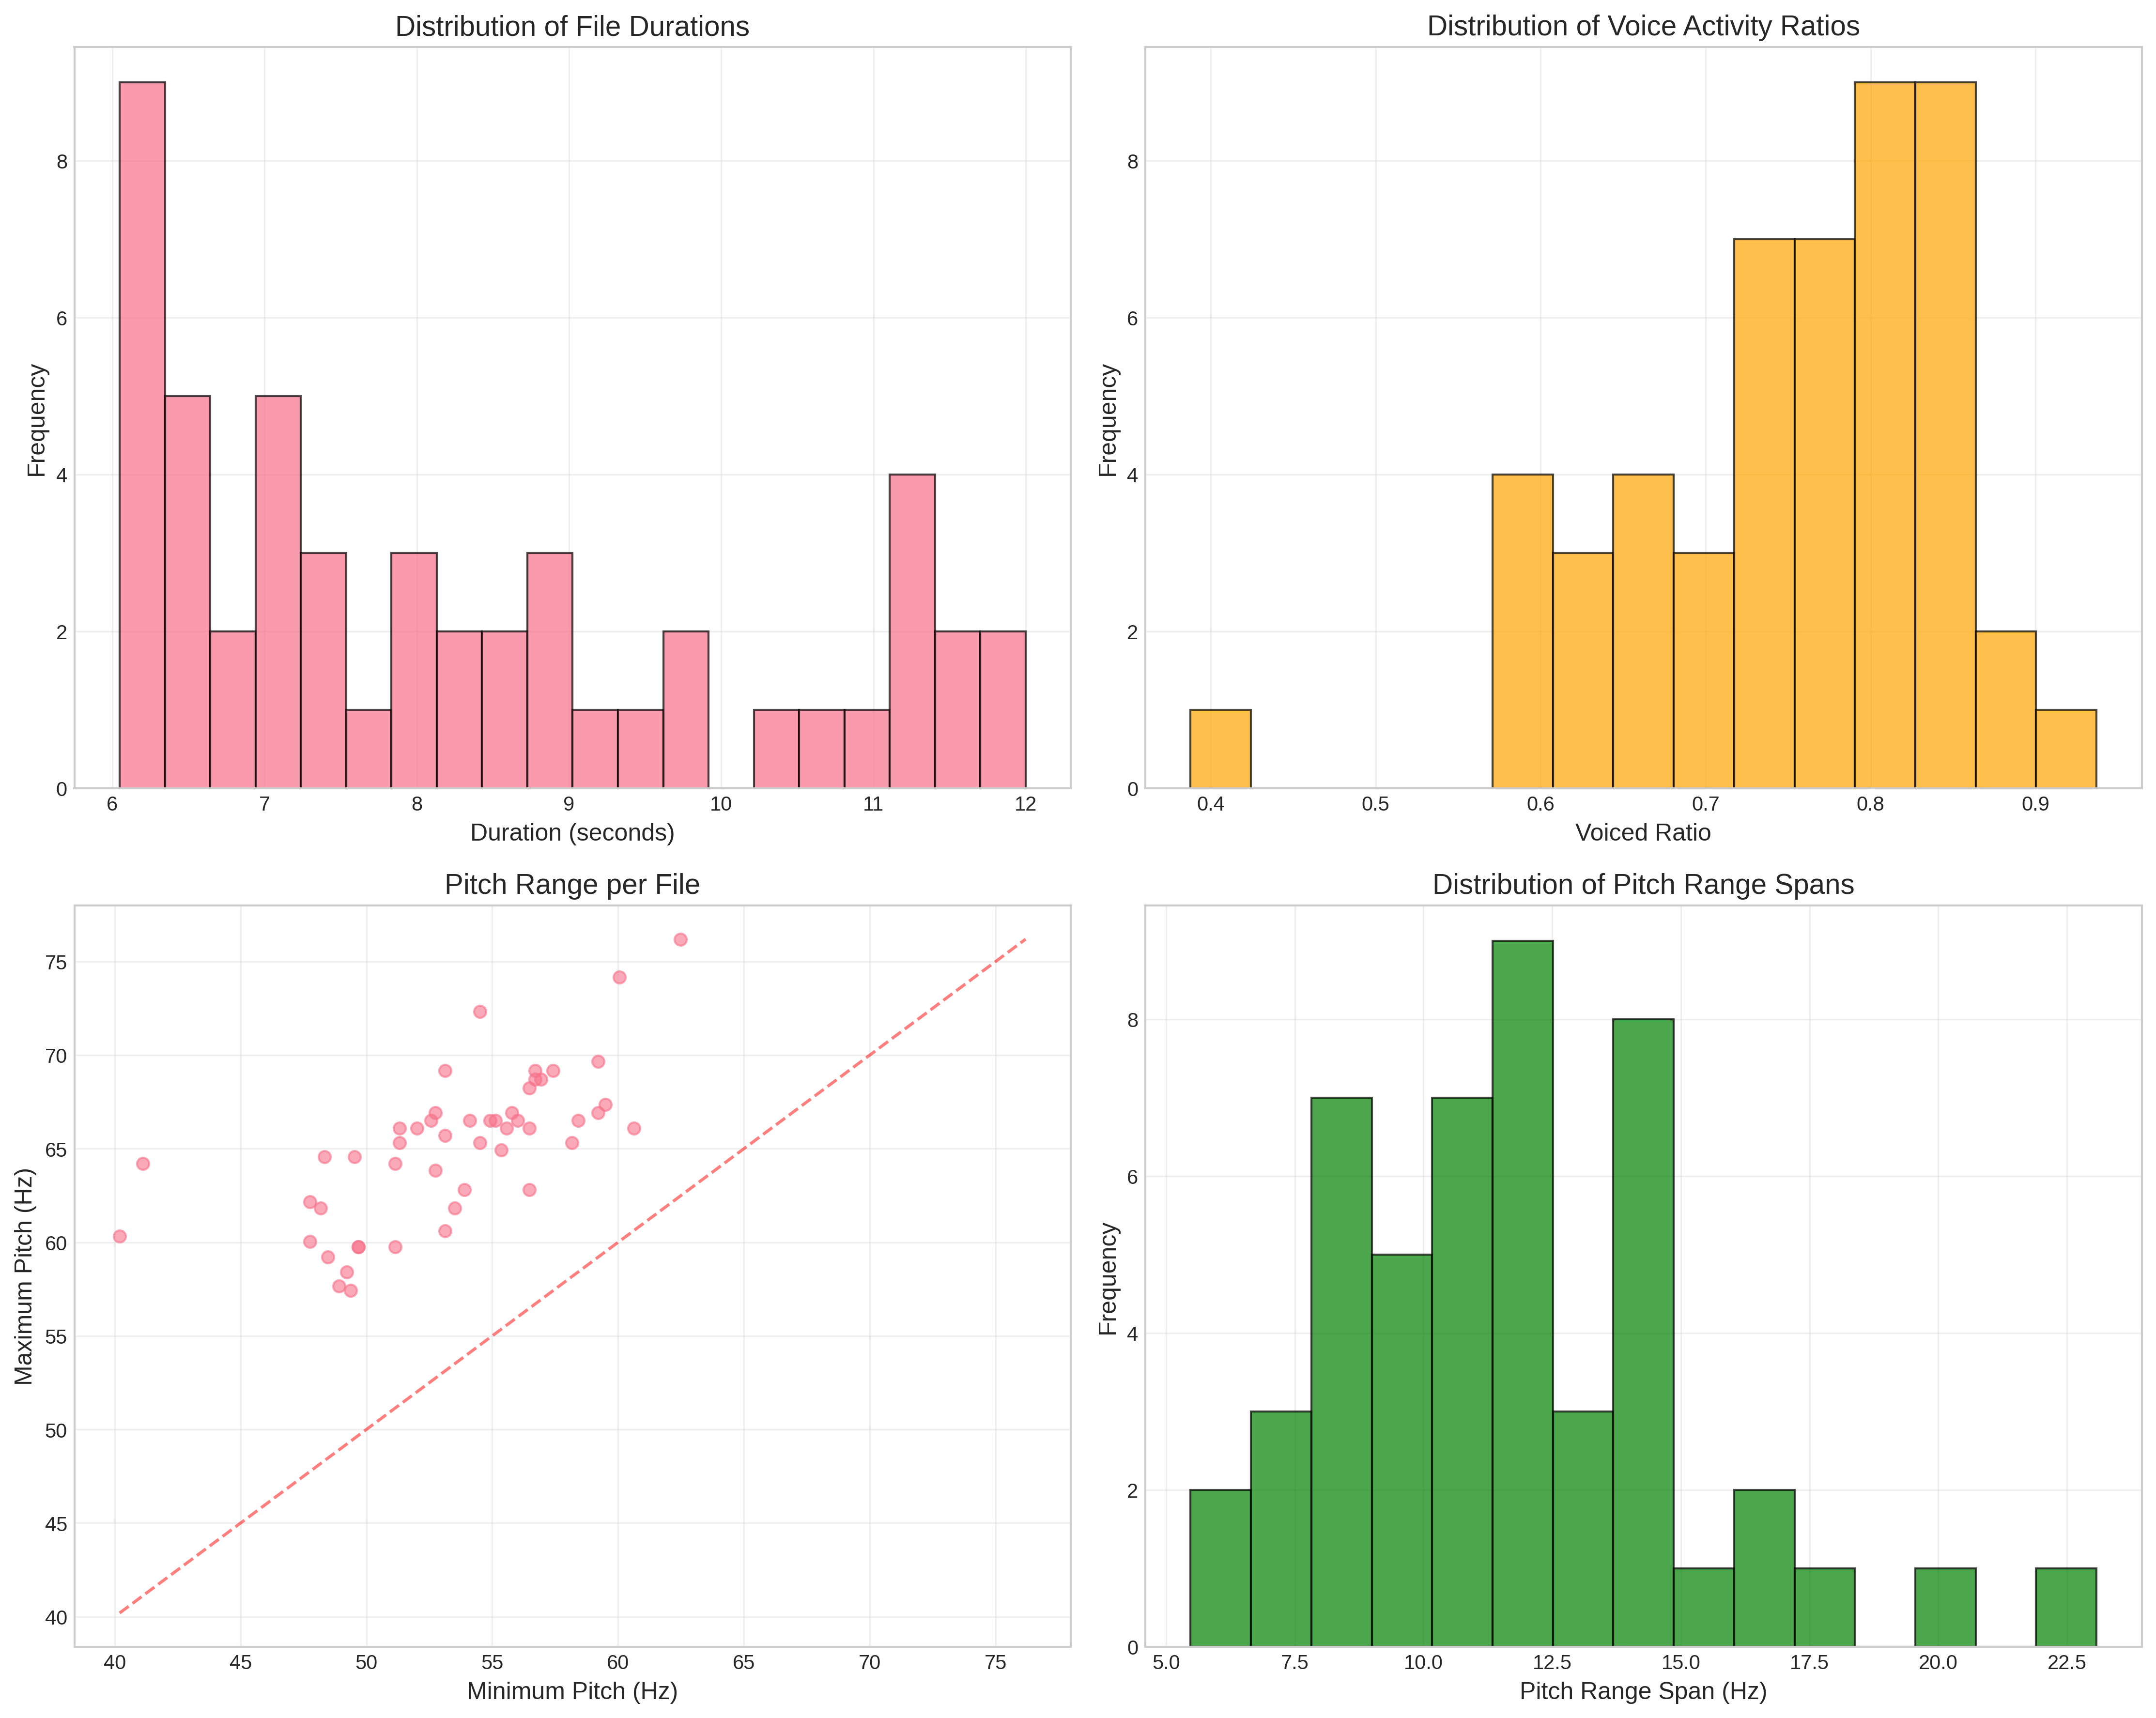 Distribution of File Durations
Frequency
8
6
4
2
0
6 7 8 9 10 11 12
Duration (seconds)
Distribution of Voice Activity Ratios
Frequency
8
6
4
2
0
0.4 0.5 0.6 0.7 0.8 0.9
Voiced Ratio
Pitch Range per File
Maximum Pitch (Hz)
75
70
65
60
55
50
45
40
40 45 50 55 60 65 70 75
Minimum Pitch (Hz)
Distribution of Pitch Range Spans
Frequency
8
6
4
2
0
5.0 7.5 10.0 12.5 15.0 17.5 20.0 22.5
Pitch Range Span (Hz)